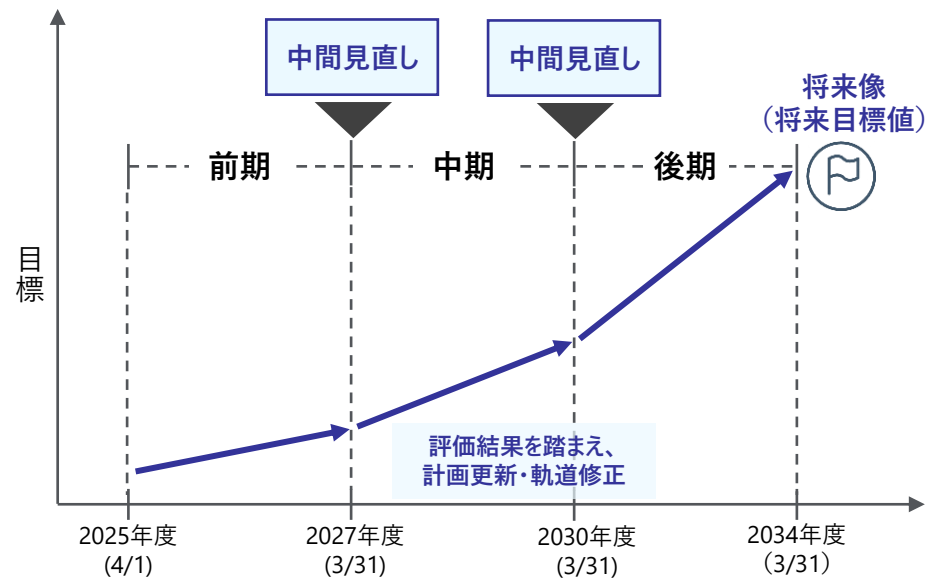 中間見直し
中間見直し
将来像
（将来目標値）
前期
中期
後期
目標
評価結果を踏まえ、
計画更新・軌道修正
2025年度
(4/1)
2027年度
(3/31)
2030年度
(3/31)
2034年度
（3/31）